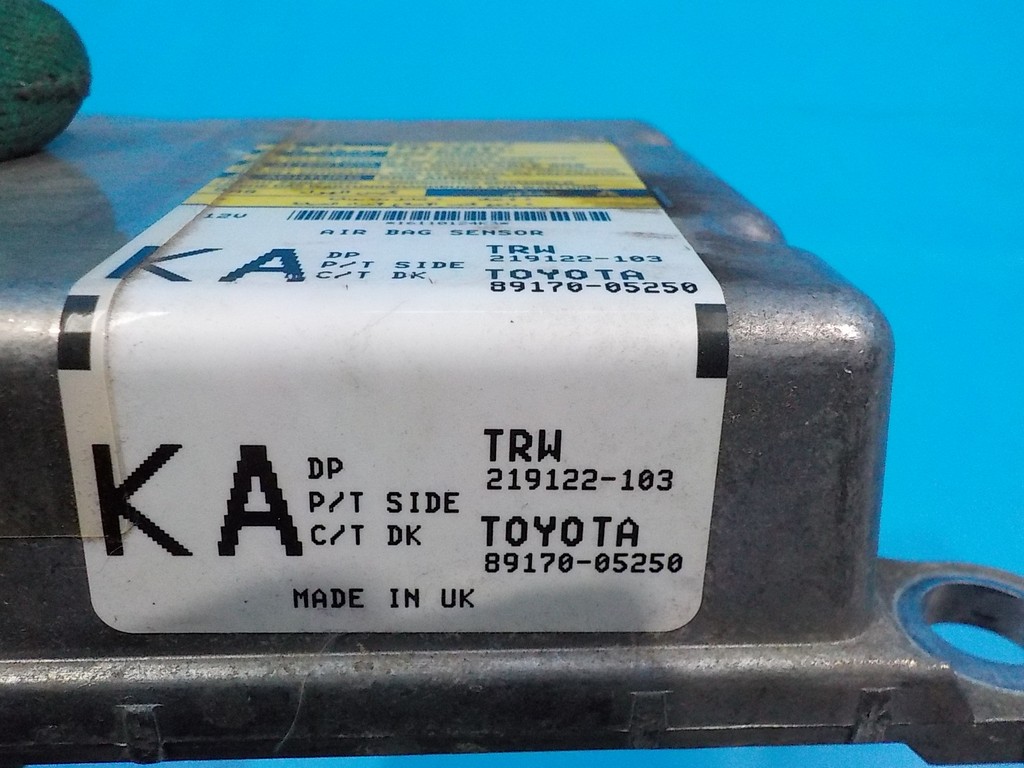 12V
AIR BAG SENSOR
KA
DP
P/T SIDE
C/T DK
TRW
219122-103
TOYOTA
89170-05250
KA
DP
P/T SIDE
C/T DK
TRW
219122-103
TOYOTA
89170-05250
MADE IN UK